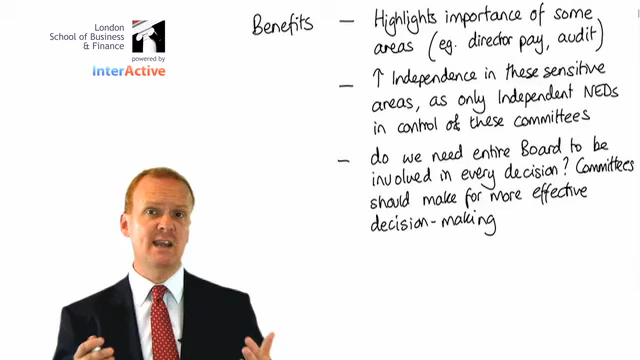 London
School of Business
& Finance
powered by
InterActive
Benefits
— Highlights importance of some
areas (eg. director pay, audit)
— ↑ Independence in these sensitive
areas, as only Independent NEDs
in control of these committees
— do we need entire Board to be
involved in every decision? Committees
should make for more effective
decision-making